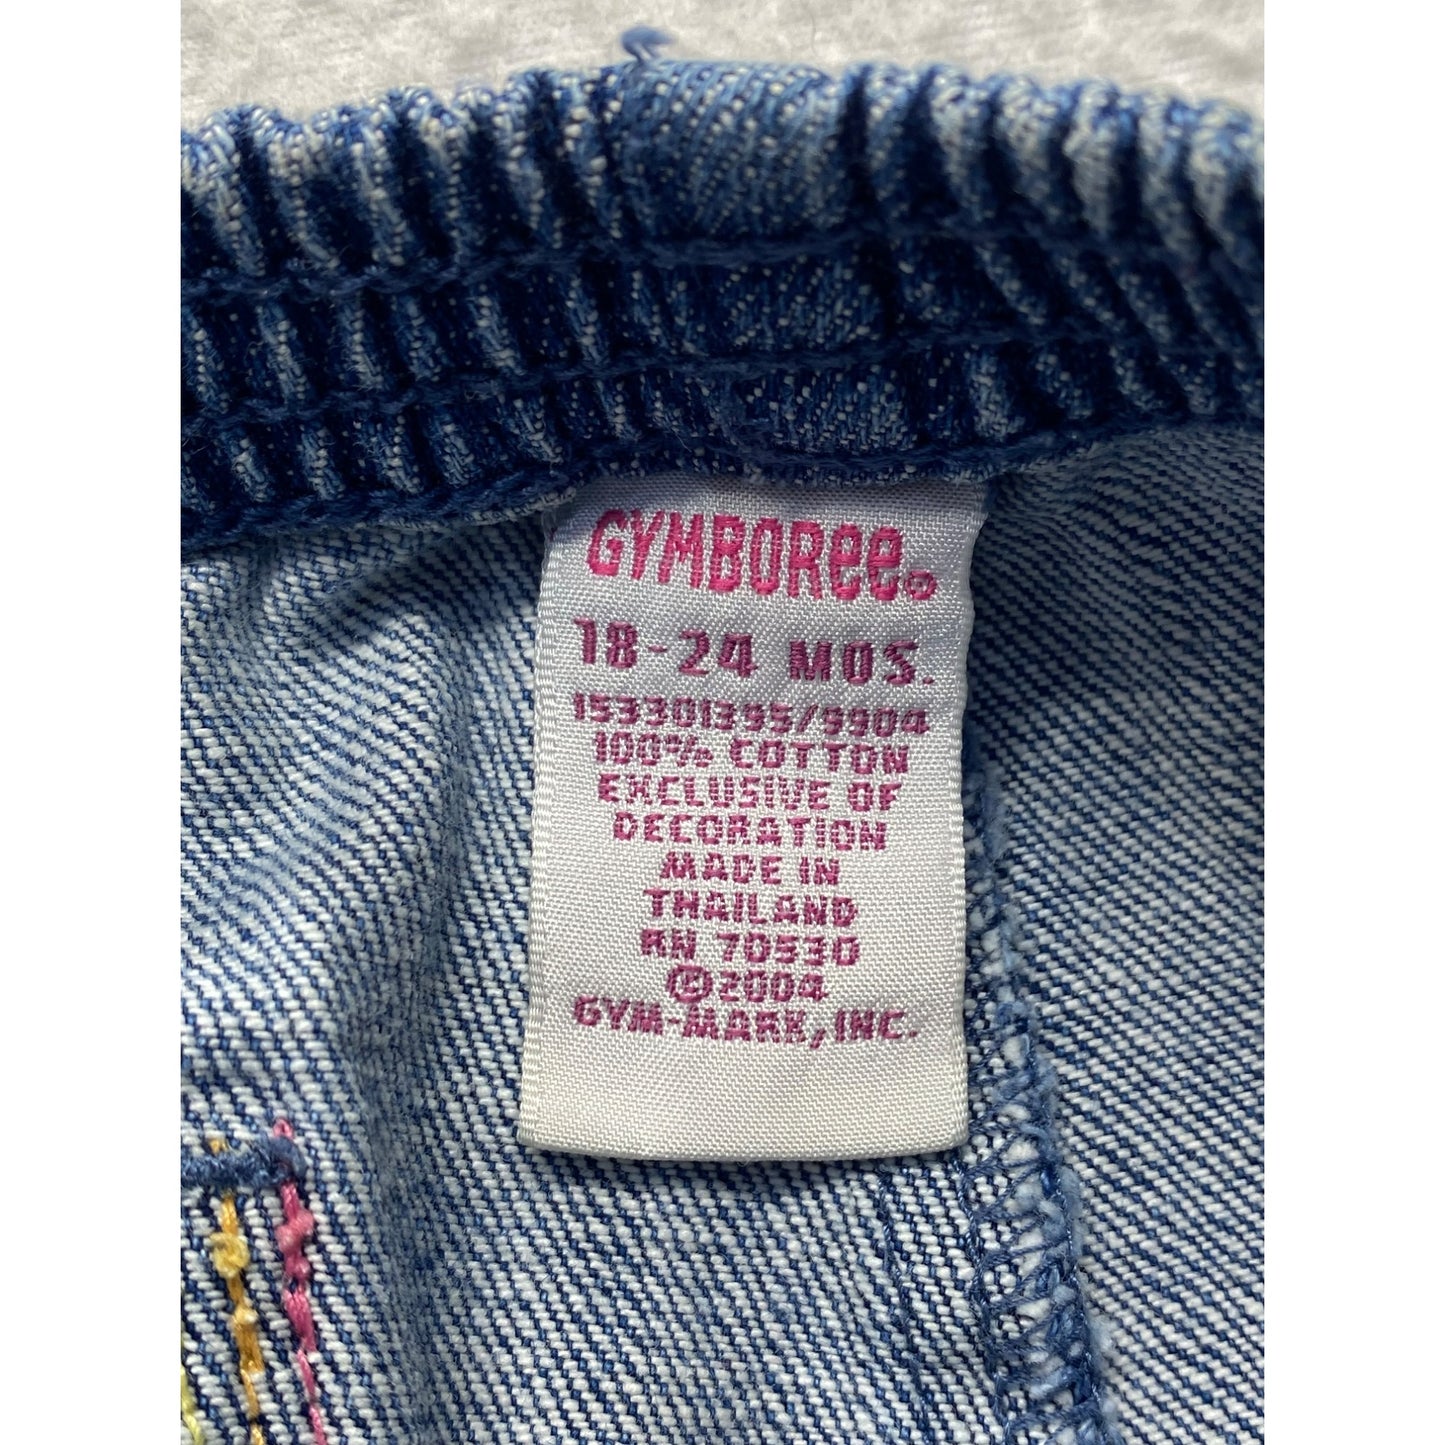 GYMBOREE®
18-24 MOS.
153301395/9904
100% COTTON
EXCLUSIVE OF
DECORATION
MADE IN
THAILAND
RN 70530
©2004
GYM-MARK, INC.